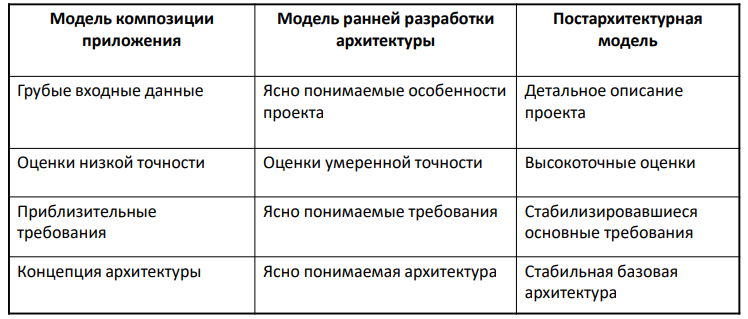 Модель композиции
приложения
Модель ранней разработки
архитектуры
Постархитектурная
модель
Грубые входные данные
Ясно понимаемые особенности
проекта
Детальное описание
проекта
Оценки низкой точности
Оценки умеренной точности
Высокоточные оценки
Приблизительные
требования
Ясно понимаемые требования
Стабилизировавшиеся
основные требования
Концепция архитектуры
Ясно понимаемая архитектура
Стабильная базовая
архитектура